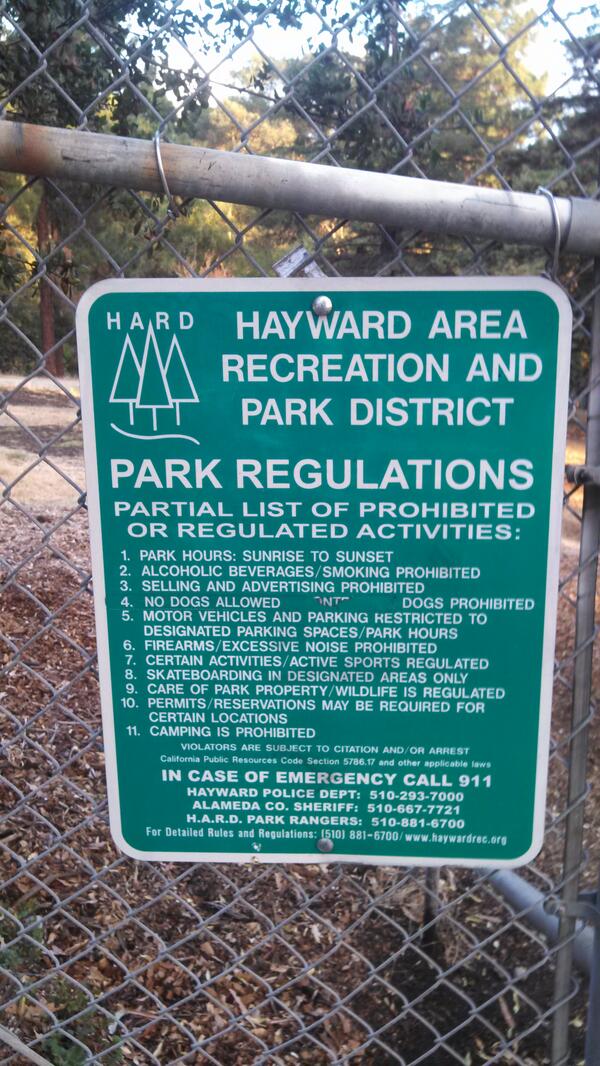 HARD
HAYWARD AREA
RECREATION AND
PARK DISTRICT
PARK REGULATIONS
PARTIAL LIST OF PROHIBITED
OR REGULATED ACTIVITIES:
1. PARK HOURS: SUNRISE TO SUNSET
2. ALCOHOLIC BEVERAGES/SMOKING PROHIBITED
3. SELLING AND ADVERTISING PROHIBITED
4. NO DOGS ALLOWED DOGS PROHIBITED
5. MOTOR VEHICLES AND PARKING RESTRICTED TO
DESIGNATED PARKING SPACES/PARK HOURS
6. FIREARMS/EXCESSIVE NOISE PROHIBITED
7. CERTAIN ACTIVITIES/ACTIVE SPORTS REGULATED
8. SKATEBOARDING IN DESIGNATED AREAS ONLY
9. CARE OF PARK PROPERTY/WILDLIFE IS REGULATED
10. PERMITS/RESERVATIONS MAY BE REQUIRED FOR
CERTAIN LOCATIONS
11. CAMPING IS PROHIBITED
VIOLATORS ARE SUBJECT TO CITATION AND/OR ARREST
California Public Resources Code Section 5786.17 and other applicable laws
IN CASE OF EMERGENCY CALL 911
HAYWARD POLICE DEPT: 510-293-7000
ALAMEDA CO. SHERIFF: 510-667-7721
H.A.R.D. PARK RANGERS: 510-881-6700
For Detailed Rules and Regulations: (510) 881-6700/www.haywardrec.org